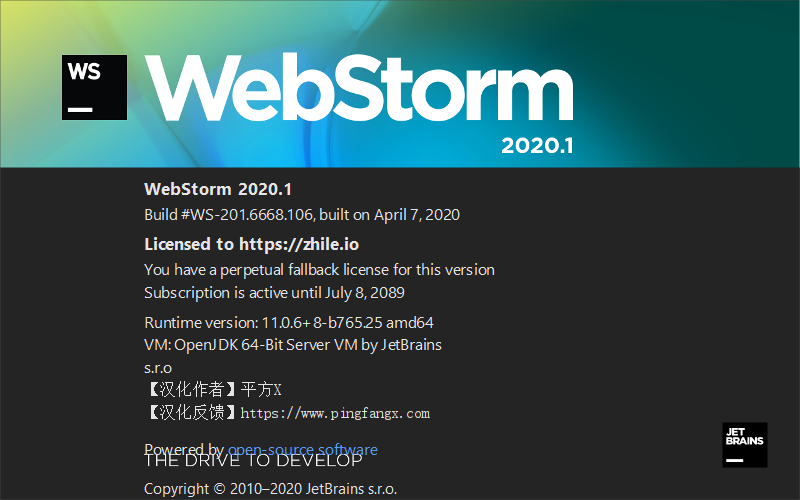 WS
WebStorm
2020.1
WebStorm 2020.1
Build #WS-201.6668.106, built on April 7, 2020
Licensed to https://zhile.io
You have a perpetual fallback license for this version
Subscription is active until July 8, 2089
Runtime version: 11.0.6+8-b765.25 amd64
VM: OpenJDK 64-Bit Server VM by JetBrains
s.r.o
【汉化作者】平方X
【汉化反馈】https://www.pingfangx.com
Powered by open-source software
THE DRIVE TO DEVELOP
Copyright © 2010–2020 JetBrains s.r.o.
JET
BRAINS